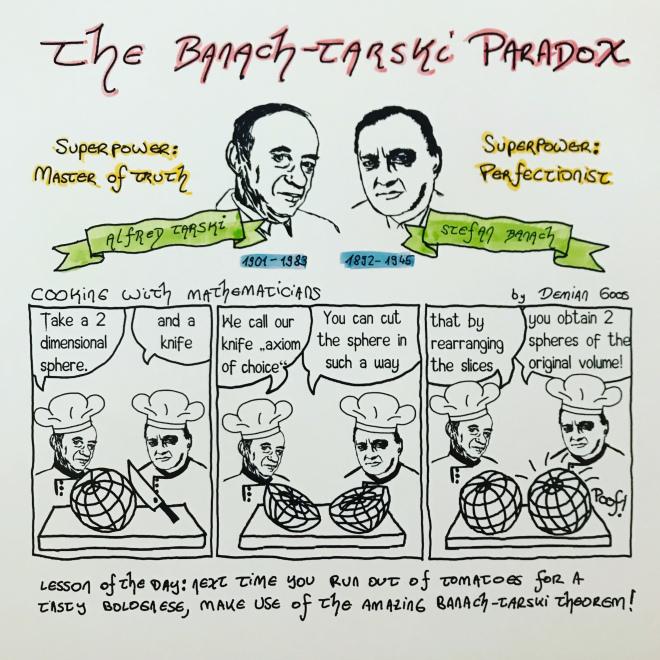 The Banach-Tarski Paradox
Superpower:
Master of Truth
Superpower:
Perfectionist
Alfred Tarski
Stefan Banach
1901-1983
1892-1945
Cooking with Mathematicians
by Demian Goos
Take a 2
dimensional
sphere.
and a
knife
We call our
knife „axiom
of choice“
You can cut
the sphere in
such a way
that by
rearranging
the slices
you obtain 2
spheres of the
original volume!
Poof!
Lesson of the day: next time you run out of tomatoes for a
tasty bolognese, make use of the amazing Banach-Tarski theorem!